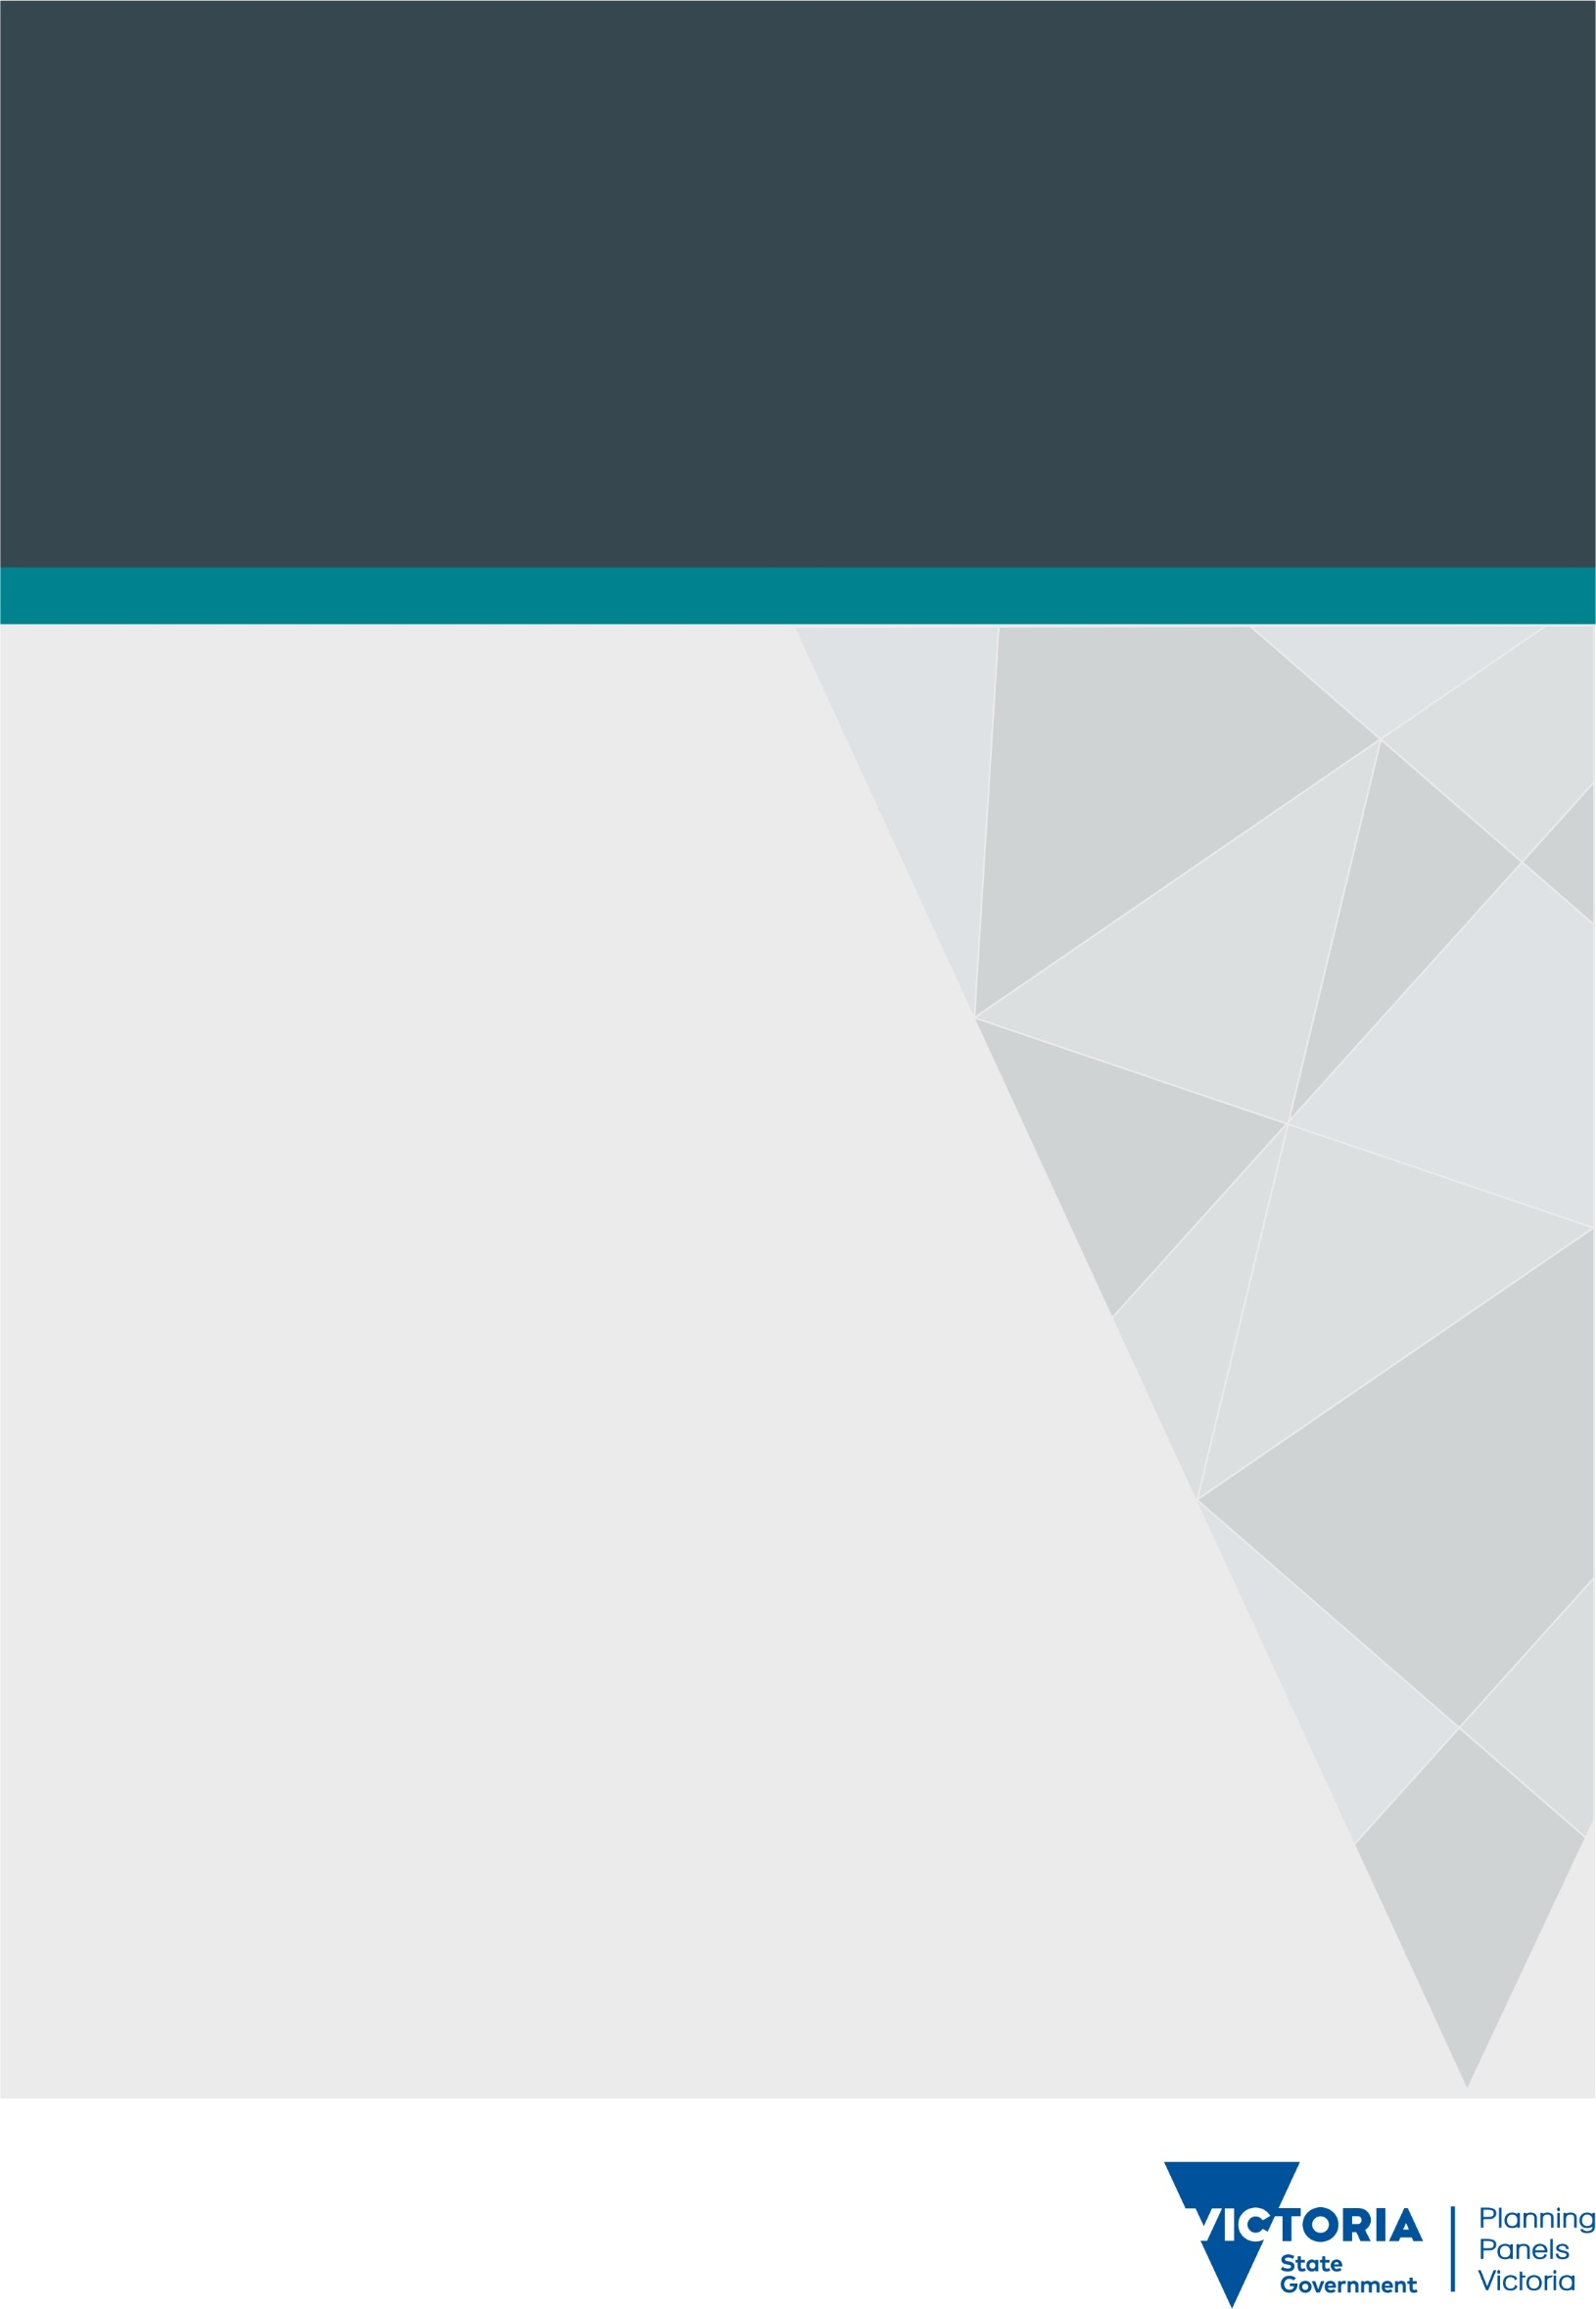 VICTORIA
State
Government
Planning
Panels
Victoria